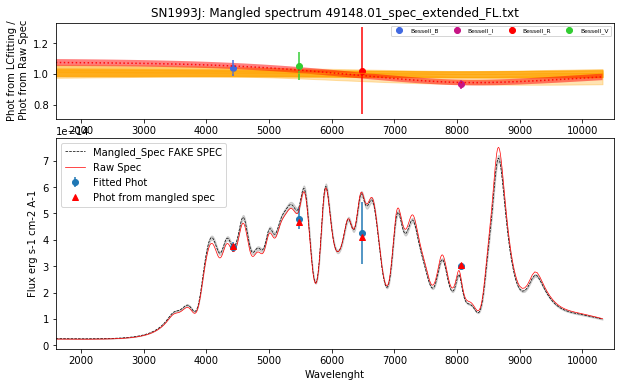 SN1993J: Mangled spectrum 49148.01_spec_extended_FL.txt
Phot from LCfitting /
Phot from Raw Spec
1.2
1.0
0.8
Bessell_B
Bessell_I
Bessell_R
Bessell_V
2000 3000 4000 5000 6000 7000 8000 9000 10000
1e−14
Flux erg s-1 cm-2 A-1
7
6
5
4
3
2
1
0
Mangled_Spec FAKE SPEC
Raw Spec
Fitted Phot
Phot from mangled spec
2000 3000 4000 5000 6000 7000 8000 9000 10000
Wavelenght